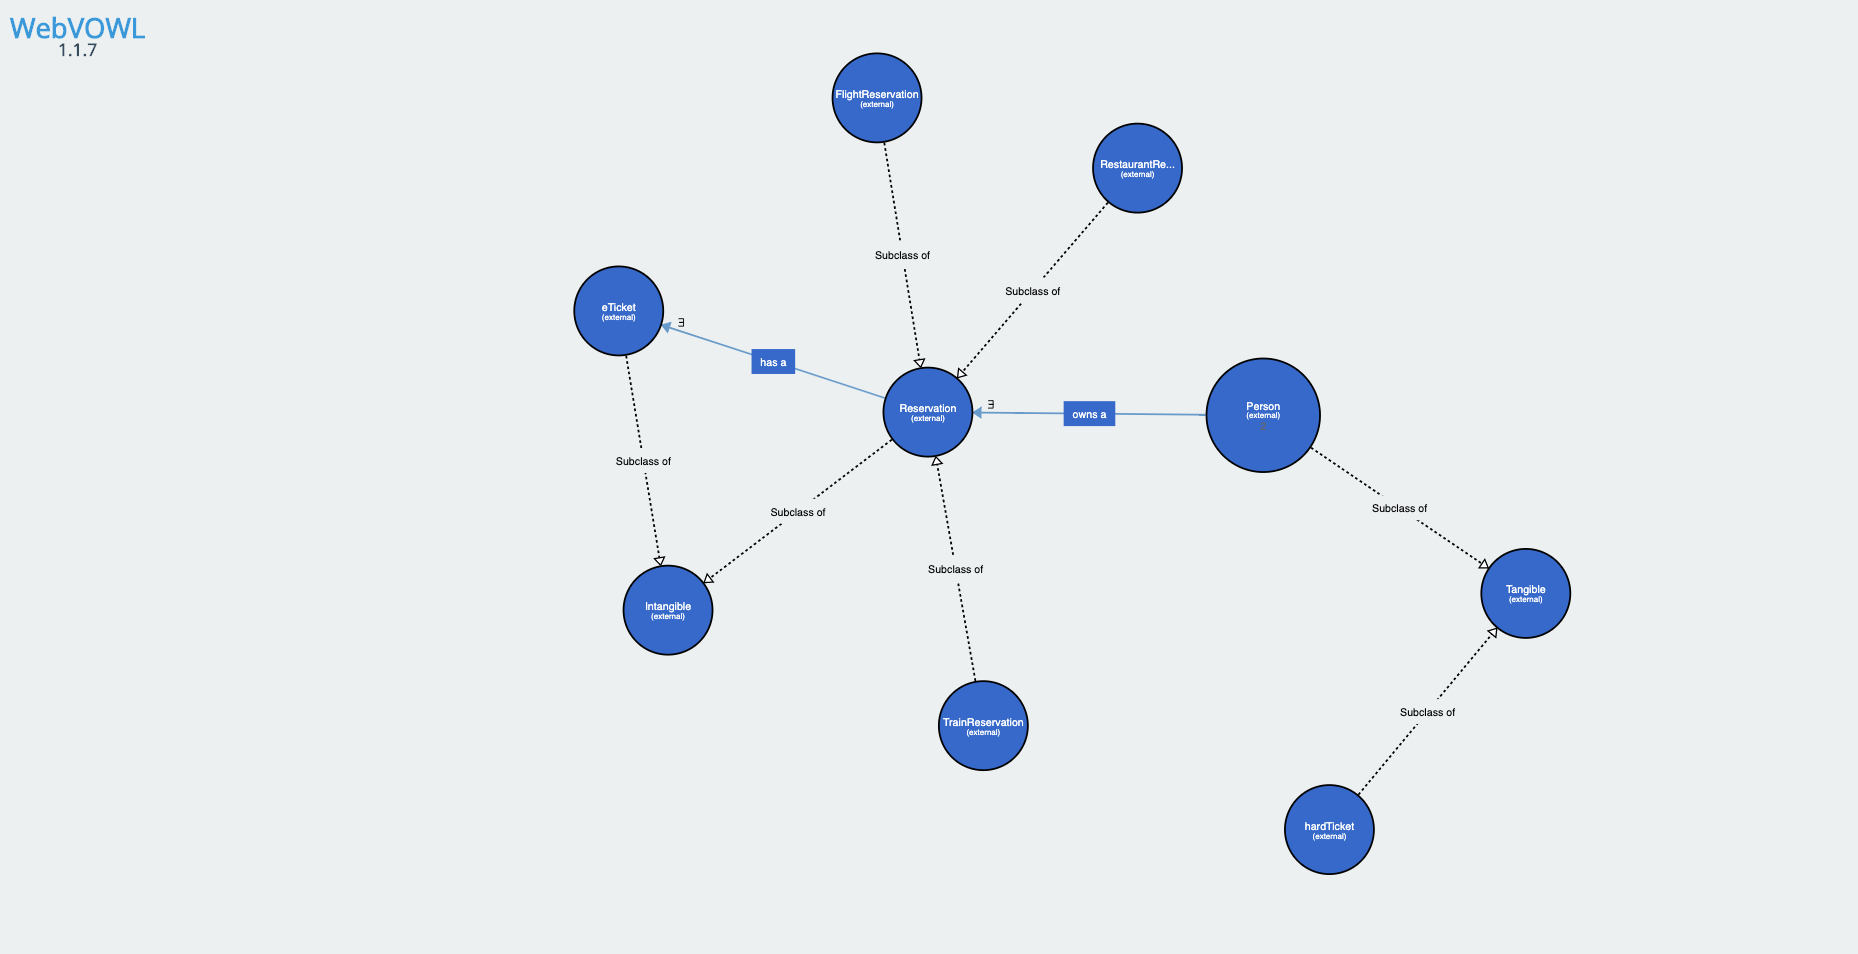 WebVOWL
1.1.7
FlightReservation
(external)
RestaurantRe...
(external)
Subclass of
Subclass of
eTicket
(external)
∃
has a
Reservation
(external)
∃
owns a
Person
(external)
Subclass of
Subclass of
Subclass of
Subclass of
Intangible
(external)
Tangible
(external)
TrainReservation
(external)
Subclass of
hardTicket
(external)